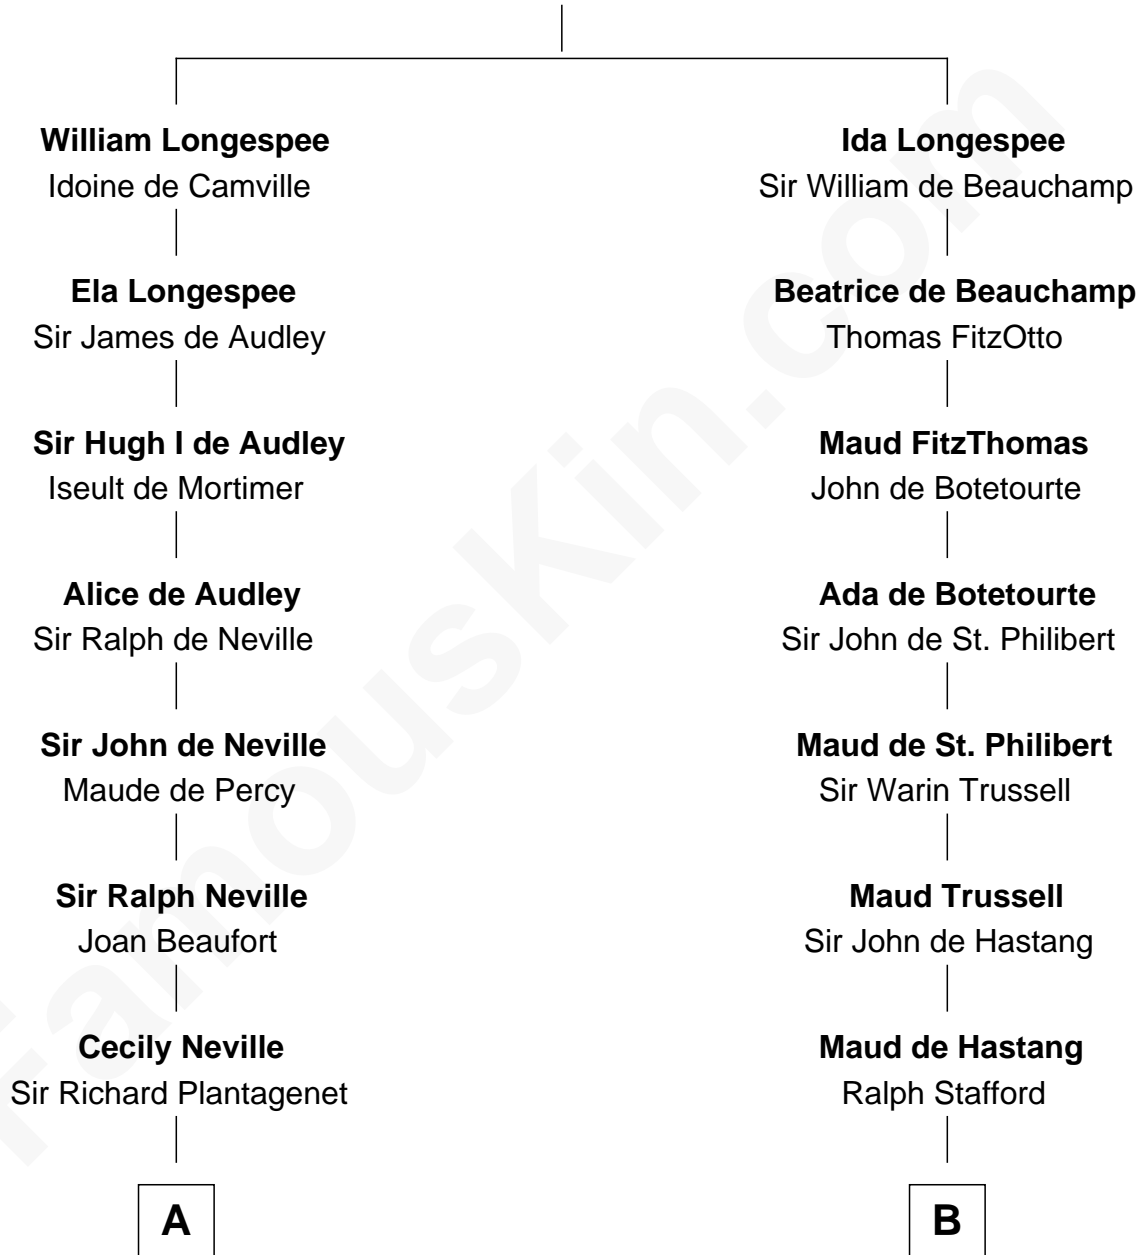 William Longespee
Idoine de Camville
Ela Longespee
Sir James de Audley
Sir Hugh I de Audley
Iseult de Mortimer
Alice de Audley
Sir Ralph de Neville
Sir John de Neville
Maude de Percy
Sir Ralph Neville
Joan Beaufort
Cecily Neville
Sir Richard Plantagenet
A
Ida Longespee
Sir William de Beauchamp
Beatrice de Beauchamp
Thomas FitzOtto
Maud FitzThomas
John de Botetourte
Ada de Botetourte
Sir John de St. Philibert
Maud de St. Philibert
Sir Warin Trussell
Maud Trussell
Sir John de Hastang
Maud de Hastang
Ralph Stafford
B
FamousKin.com